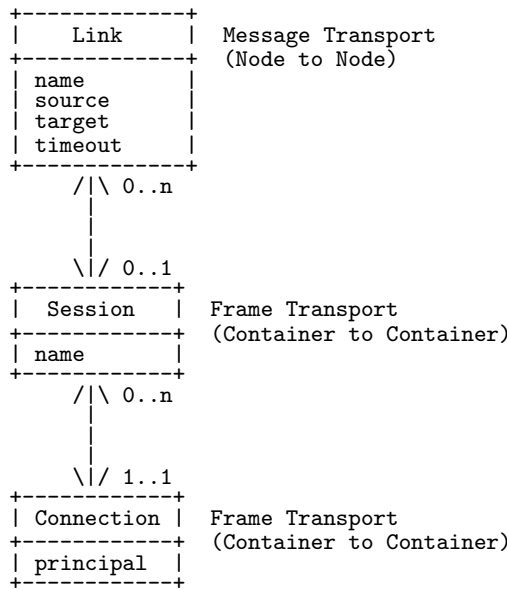 Link Message Transport
(Node to Node)
name
source
target
timeout
0..n
0..1
Session Frame Transport
(Container to Container)
name
0..n
1..1
Connection Frame Transport
(Container to Container)
principal